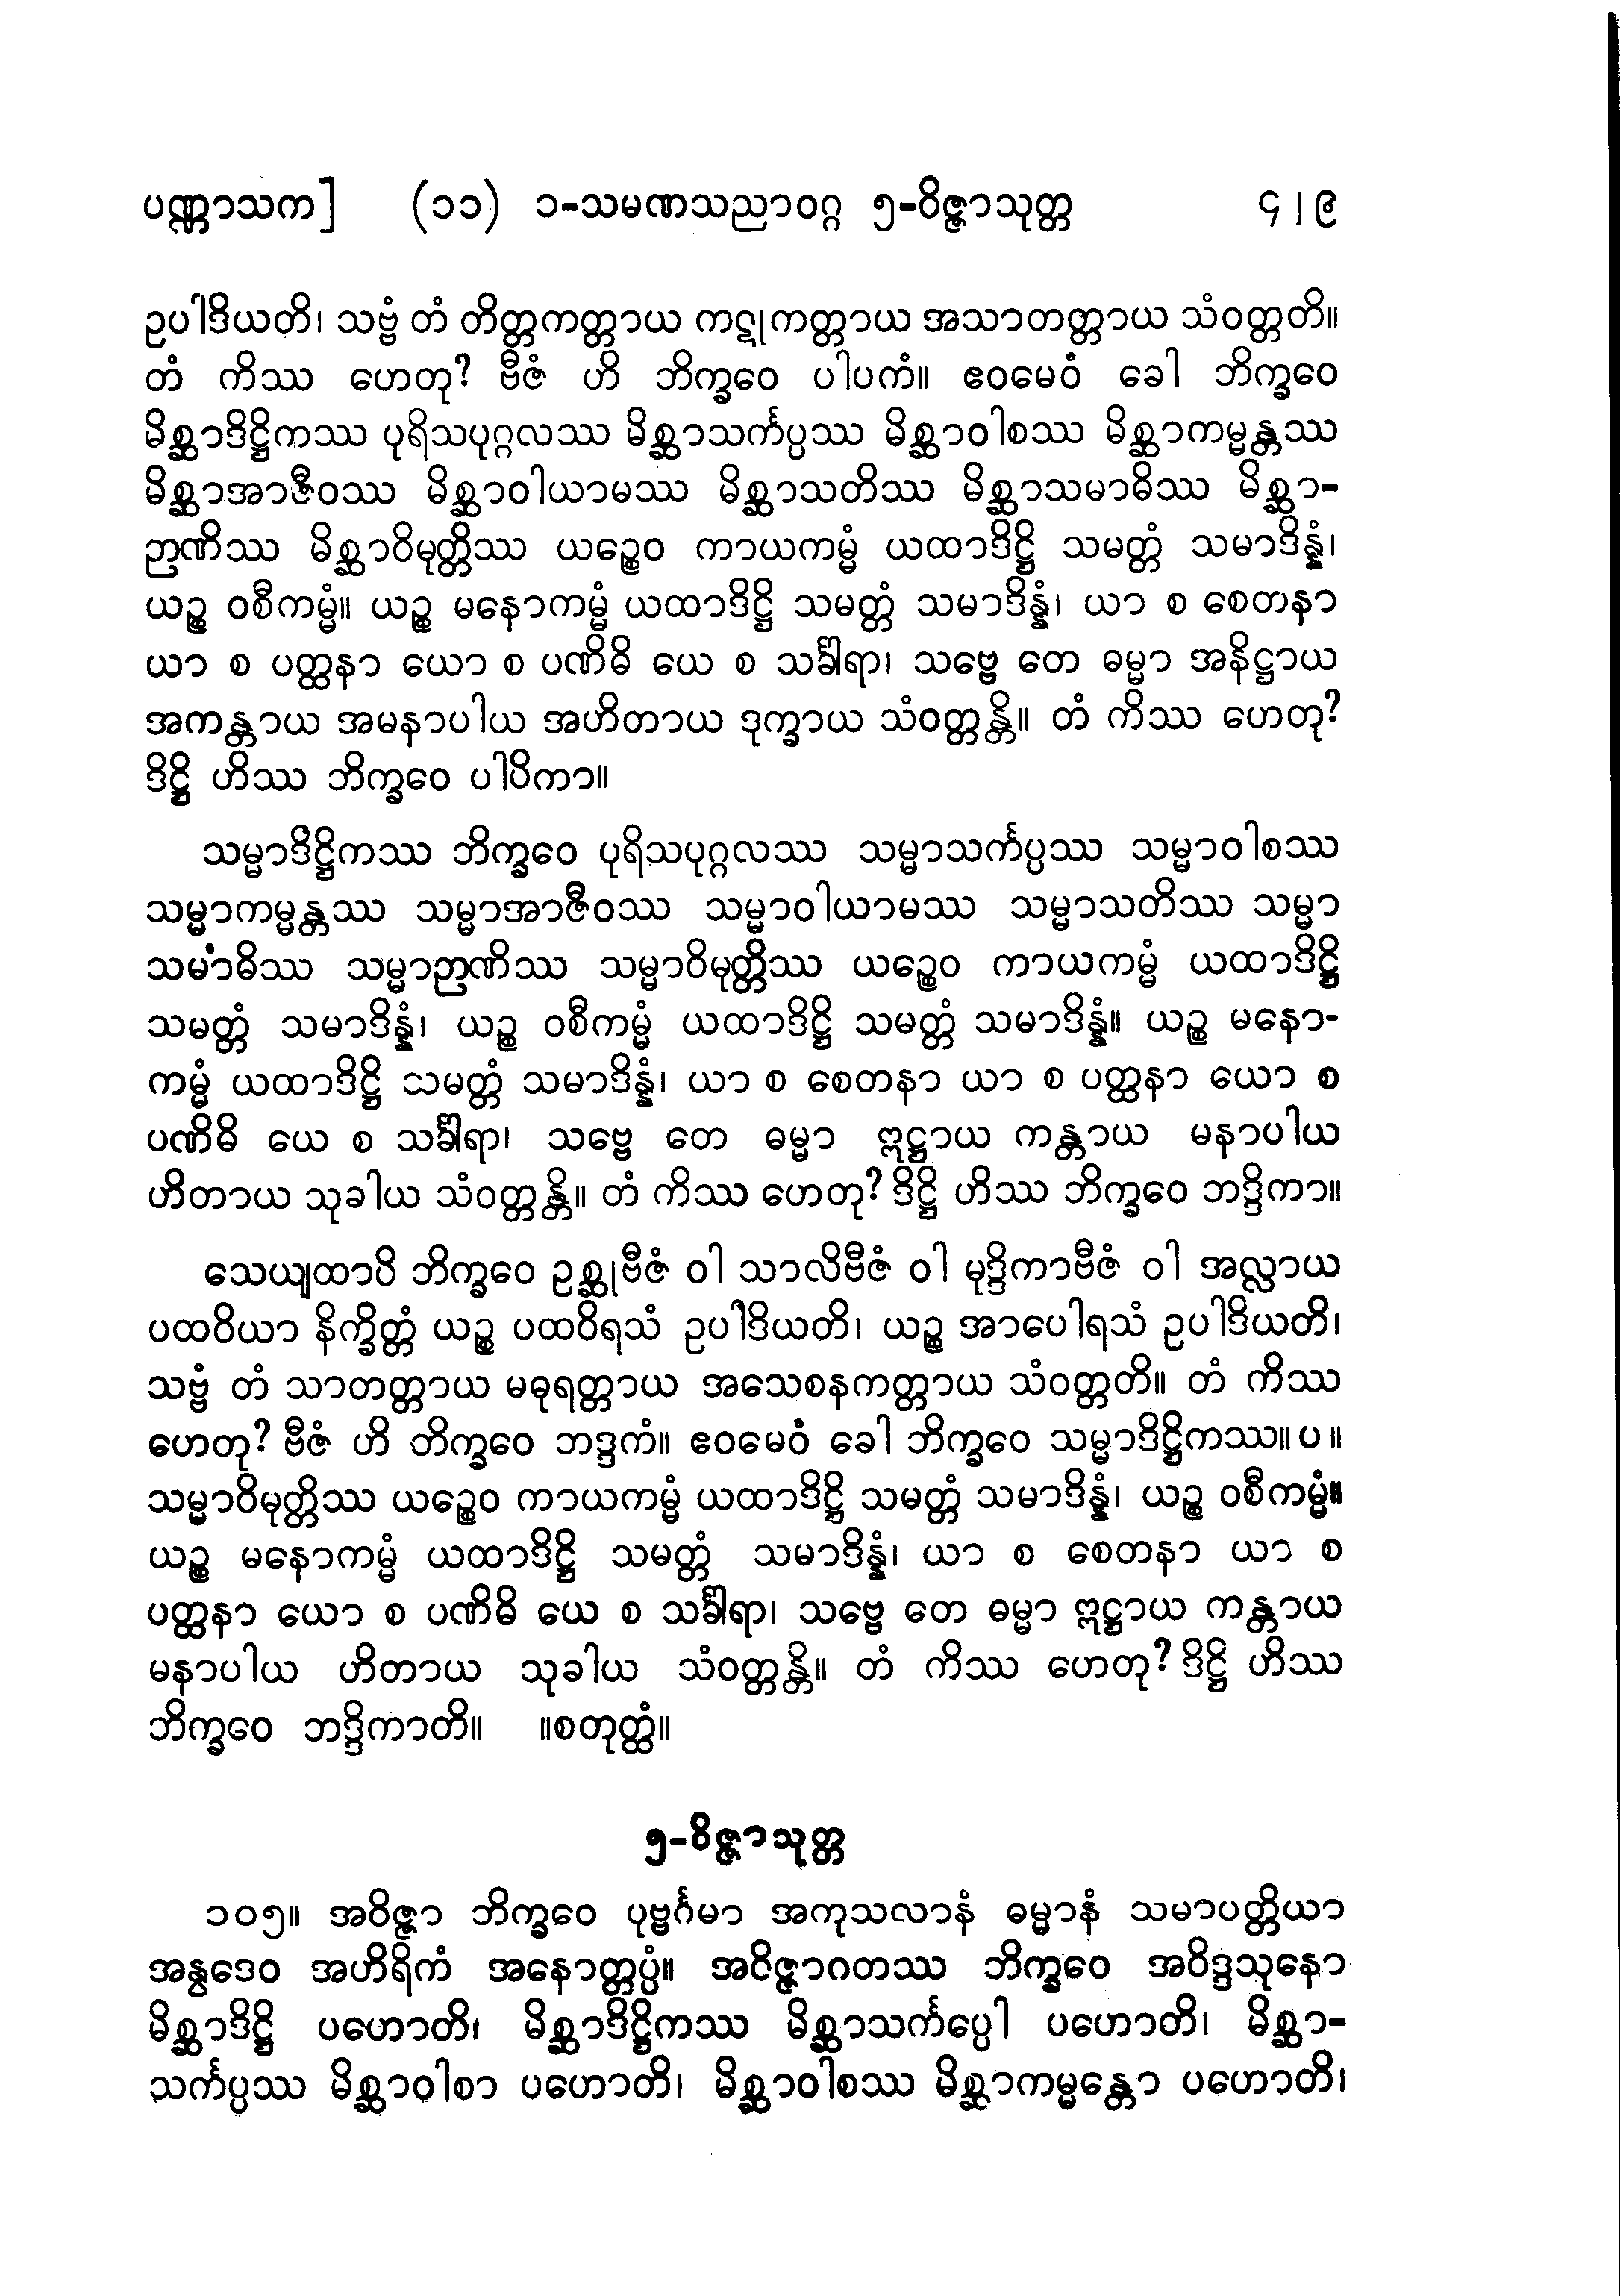 ပဏ္ဏာသက] (၁၁) ၁-သမဏသညာဝဂ္ဂ ၅-ဝိဇ္ဇာသုတ္တ
ဥပါဒိယတိ၊ သဗ္ဗံ တံ တိတ္တကတ္တာယ ကဋုကတ္တာယ အသာတတ္တာယ သံဝတ္တတိ။
တံ ကိဿ ဟေတု? ဗီဇံ ဟိ ဘိက္ခဝေ ပါပကံ။ ဧဝမေဝံ ခေါ ဘိက္ခဝေ
မိစ္ဆာဒိဋ္ဌိကဿ ပုရိသပုဂ္ဂလဿ မိစ္ဆာသင်္ကပ္ပဿ မိစ္ဆာဝါစဿ မိစ္ဆာကမ္မန္တဿ
မိစ္ဆာအာဇီဝဿ မိစ္ဆာဝါယာမဿ မိစ္ဆာသတိဿ မိစ္ဆာသမာဓိဿ မိစ္ဆာ-
ဉာဏိဿ မိစ္ဆာဝိမုတ္တိဿ ယဉ္စေဝ ကာယကမ္မံ ယထာဒိဋ္ဌိ သမတ္တံ သမာဒိန္နံ၊
ယဉ္စ ဝစီကမ္မံ။ ယဉ္စ မနောကမ္မံ ယထာဒိဋ္ဌိ သမတ္တံ သမာဒိန္နံ၊ ယာ စ စေတနာ
ယာ စ ပတ္ထနာ ယော စ ပဏိဓိ ယေ စ သင်္ခါရာ၊ သဗ္ဗေ တေ ဓမ္မာ အနိဋ္ဌာယ
အကန္တာယ အမနာပါယ အဟိတာယ ဒုက္ခာယ သံဝတ္တန္တိ။ တံ ကိဿ ဟေတု?
ဒိဋ္ဌိ ဟိဿ ဘိက္ခဝေ ပါပိကာ။
သမ္မာဒိဋ္ဌိကဿ ဘိက္ခဝေ ပုရိသပုဂ္ဂလဿ သမ္မာသင်္ကပ္ပဿ သမ္မာဝါစဿ
သမ္မာကမ္မန္တဿ သမ္မာအာဇီဝဿ သမ္မာဝါယာမဿ သမ္မာသတိဿ သမ္မာ
သမာဓိဿ သမ္မာဉာဏိဿ သမ္မာဝိမုတ္တိဿ ယဉ္စေဝ ကာယကမ္မံ ယထာဒိဋ္ဌိ
သမတ္တံ သမာဒိန္နံ၊ ယဉ္စ ဝစီကမ္မံ ယထာဒိဋ္ဌိ သမတ္တံ သမာဒိန္နံ။ ယဉ္စ မနော-
ကမ္မံ ယထာဒိဋ္ဌိ သမတ္တံ သမာဒိန္နံ၊ ယာ စ စေတနာ ယာ စ ပတ္ထနာ ယော စ
ပဏိဓိ ယေ စ သင်္ခါရာ၊ သဗ္ဗေ တေ ဓမ္မာ ဣဋ္ဌာယ ကန္တာယ မနာပါယ
ဟိတာယ သုခါယ သံဝတ္တန္တိ။ တံ ကိဿ ဟေတု? ဒိဋ္ဌိ ဟိဿ ဘိက္ခဝေ ဘဒ္ဒိကာ။
သေယျထာပိ ဘိက္ခဝေ ဥစ္ဆုဗီဇံ ဝါ သာလိဗီဇံ ဝါ မုဒ္ဒိကာဗီဇံ ဝါ အလ္လာယ
ပထဝိယာ နိက္ခိတ္တံ ယဉ္စ ပထဝိရသံ ဥပါဒိယတိ၊ ယဉ္စ အာပေါရသံ ဥပါဒိယတိ၊
သဗ္ဗံ တံ သာတတ္တာယ မဓုရတ္တာယ အသေစနကတ္တာယ သံဝတ္တတိ။ တံ ကိဿ
ဟေတု? ဗီဇံ ဟိ ဘိက္ခဝေ ဘဒ္ဒကံ။ ဧဝမေဝံ ခေါ ဘိက္ခဝေ သမ္မာဒိဋ္ဌိကဿ။ပ။
သမ္မာဝိမုတ္တိဿ ယဉ္စေဝ ကာယကမ္မံ ယထာဒိဋ္ဌိ သမတ္တံ သမာဒိန္နံ၊ ယဉ္စ ဝစီကမ္မံ။
ယဉ္စ မနောကမ္မံ ယထာဒိဋ္ဌိ သမတ္တံ သမာဒိန္နံ၊ ယာ စ စေတနာ ယာ စ
ပတ္ထနာ ယော စ ပဏိဓိ ယေ စ သင်္ခါရာ၊ သဗ္ဗေ တေ ဓမ္မာ ဣဋ္ဌာယ ကန္တာယ
မနာပါယ ဟိတာယ သုခါယ သံဝတ္တန္တိ။ တံ ကိဿ ဟေတု? ဒိဋ္ဌိ ဟိဿ
ဘိက္ခဝေ ဘဒ္ဒိကာတိ။ ။စတုတ္ထံ။
၅-ဝိဇ္ဇာသုတ္တ
၁၀၅။ အဝိဇ္ဇာ ဘိက္ခဝေ ပုဗ္ဗင်္ဂမာ အကုသလာနံ ဓမ္မာနံ သမာပတ္တိယာ
အနွဒေဝ အဟိရိကံ အနောတ္တပ္ပံ။ အဝိဇ္ဇာဂတဿ ဘိက္ခဝေ အဝိဒ္ဒသုနော
မိစ္ဆာဒိဋ္ဌိ ပဟောတိ၊ မိစ္ဆာဒိဋ္ဌိကဿ မိစ္ဆာသင်္ကပ္ပေါ ပဟောတိ၊ မိစ္ဆာ-
သင်္ကပ္ပဿ မိစ္ဆာဝါစာ ပဟောတိ၊ မိစ္ဆာဝါစဿ မိစ္ဆာကမ္မန္တော ပဟောတိ၊